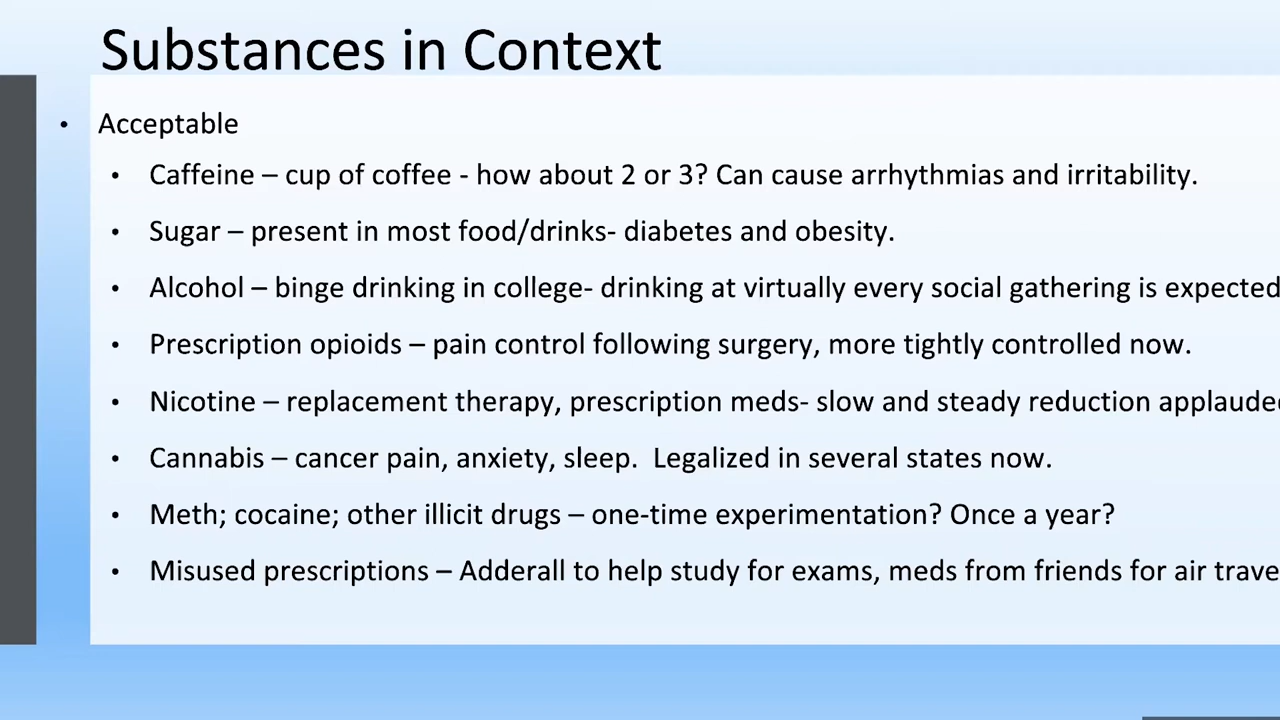 Substances in Context
• Acceptable
• Caffeine – cup of coffee - how about 2 or 3? Can cause arrhythmias and irritability.
• Sugar – present in most food/drinks- diabetes and obesity.
• Alcohol – binge drinking in college- drinking at virtually every social gathering is expected
• Prescription opioids – pain control following surgery, more tightly controlled now.
• Nicotine – replacement therapy, prescription meds- slow and steady reduction applauded
• Cannabis – cancer pain, anxiety, sleep.  Legalized in several states now.
• Meth; cocaine; other illicit drugs – one-time experimentation? Once a year?
• Misused prescriptions – Adderall to help study for exams, meds from friends for air trave